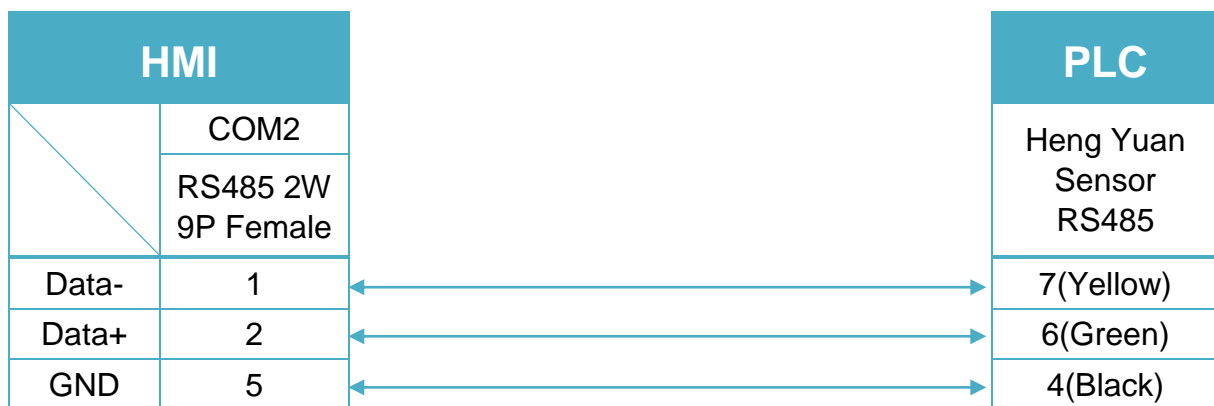 HMI
PLC
COM2
RS485 2W
9P Female
Heng Yuan
Sensor
RS485
Data- 1 7(Yellow)
Data+ 2 6(Green)
GND 5 4(Black)